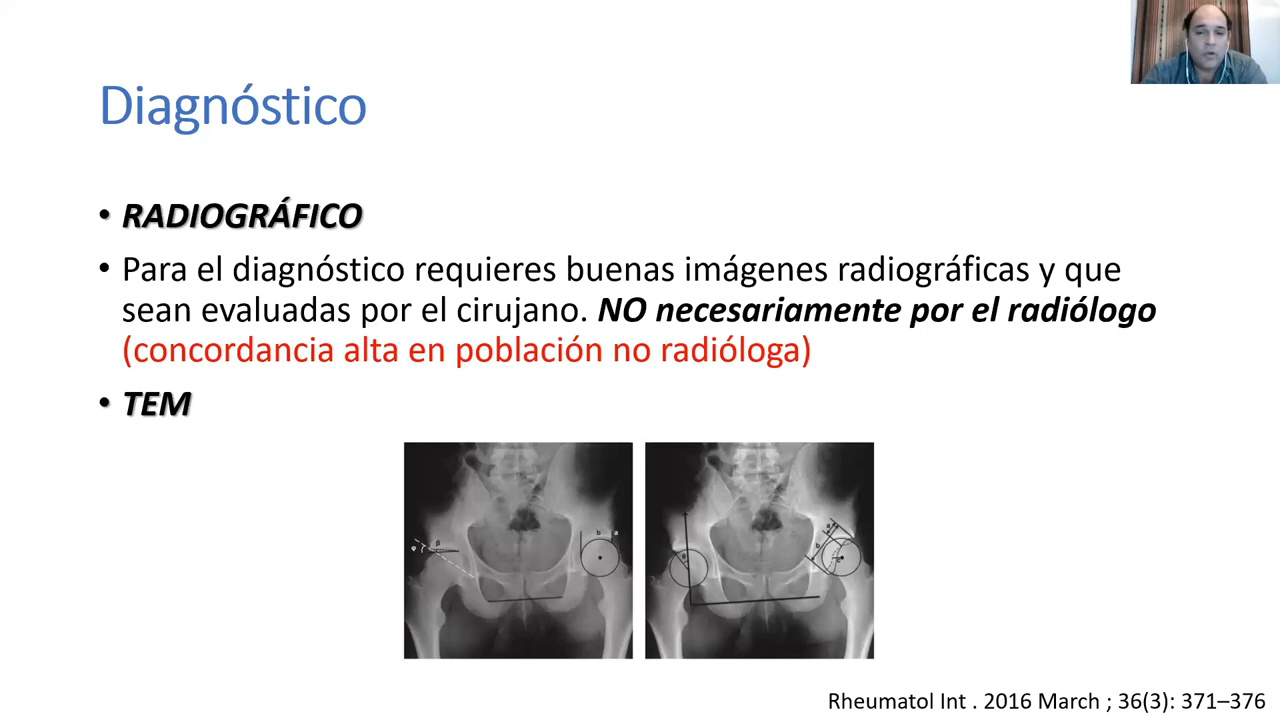 Diagnóstico
• RADIOGRÁFICO
• Para el diagnóstico requieres buenas imágenes radiográficas y que
sean evaluadas por el cirujano. NO necesariamente por el radiólogo
(concordancia alta en población no radióloga)
• TEM
b a
β
φ
a
b
θ
Rheumatol Int . 2016 March ; 36(3): 371–376